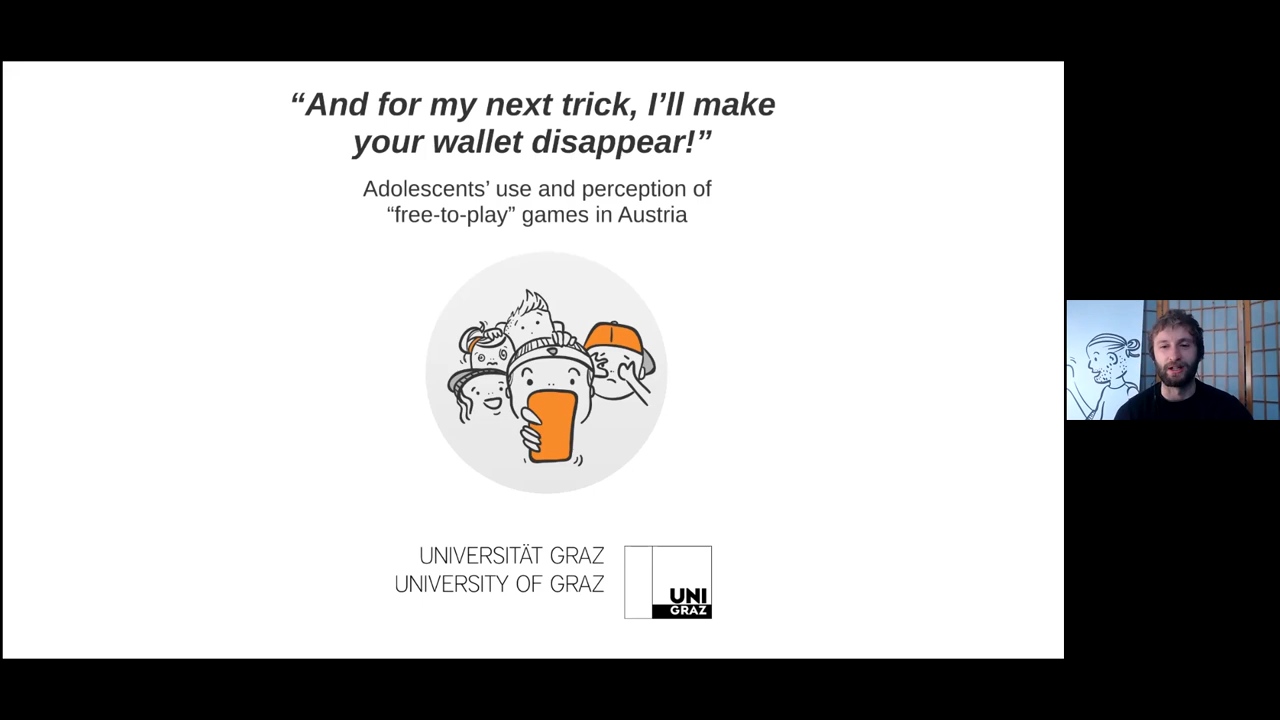 “And for my next trick, I’ll make
your wallet disappear!”
Adolescents’ use and perception of
“free-to-play” games in Austria
UNIVERSITÄT GRAZ
UNIVERSITY OF GRAZ
UNI
GRAZ